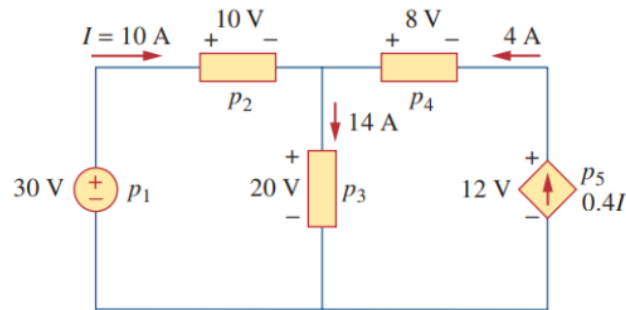 10 V
8 V
I = 10 A
+ −
+ −
4 A
p2
p4
14 A
+
+
30 V
+
−
p1
20 V
p3
12 V
p5
−
−
0.4I